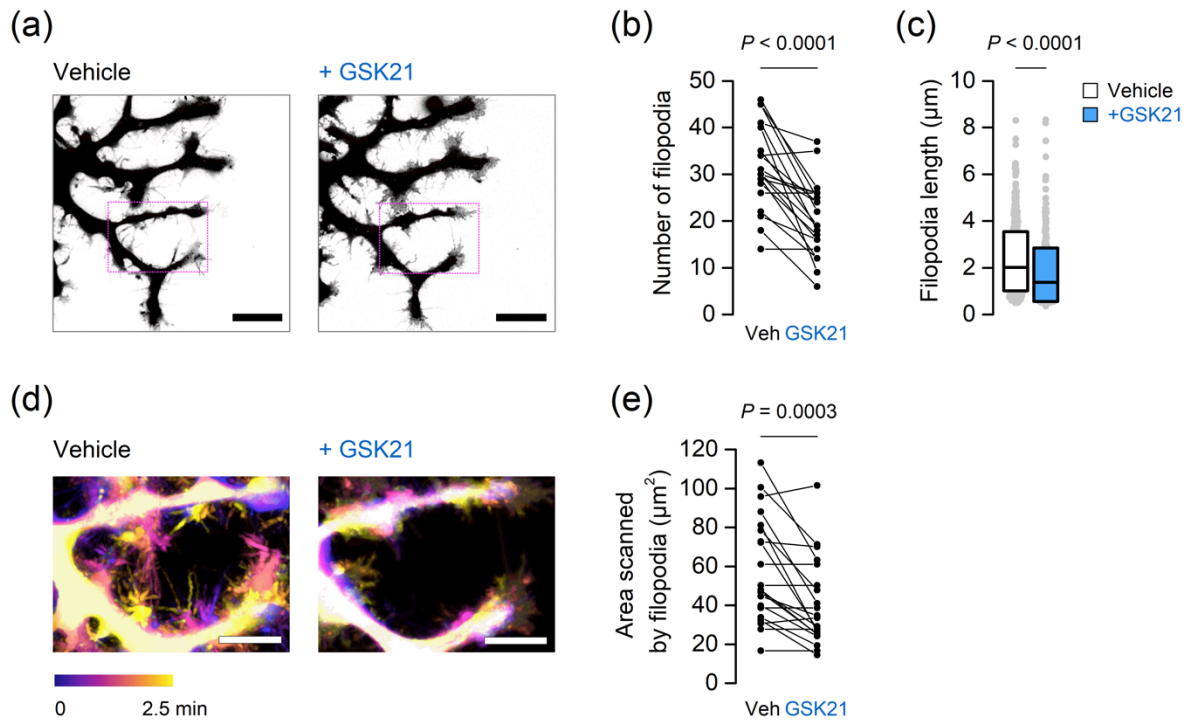 (a)
Vehicle
+ GSK21
(b)
P < 0.0001
Number of filopodia
50
40
30
20
10
0
Veh GSK21
(c)
P < 0.0001
Filopodia length (µm)
10
8
6
4
2
0
Vehicle
+GSK21
(d)
Vehicle
+ GSK21
0
2.5 min
(e)
P = 0.0003
Area scanned
by filopodia (µm²)
120
100
80
60
40
20
0
Veh GSK21